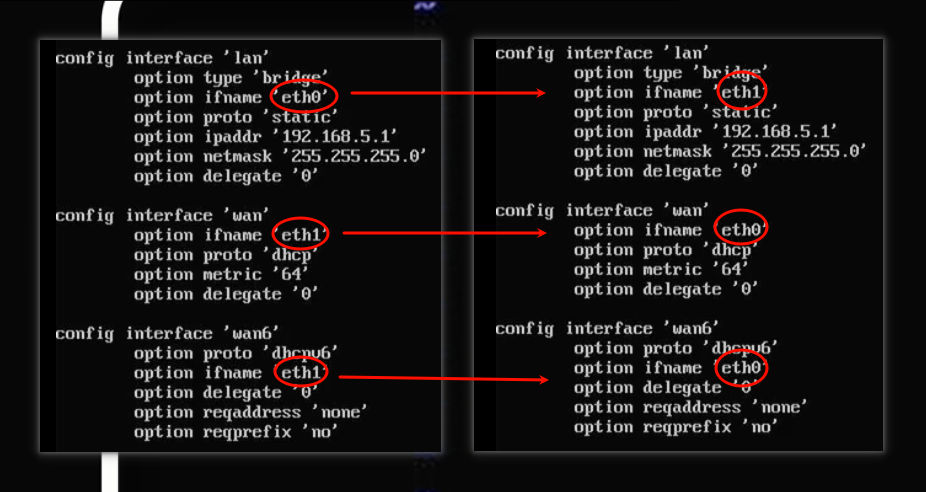 config interface 'lan'
option type 'bridge'
option ifname 'eth0'
option proto 'static'
option ipaddr '192.168.5.1'
option netmask '255.255.255.0'
option delegate '0'
config interface 'wan'
option ifname 'eth1'
option proto 'dhcp'
option metric '64'
option delegate '0'
config interface 'wan6'
option proto 'dhcpv6'
option ifname 'eth1'
option delegate '0'
option reqaddress 'none'
option reqprefix 'no'
config interface 'lan'
option type 'bridge'
option ifname 'eth1'
option proto 'static'
option ipaddr '192.168.5.1'
option netmask '255.255.255.0'
option delegate '0'
config interface 'wan'
option ifname 'eth0'
option proto 'dhcp'
option metric '64'
option delegate '0'
config interface 'wan6'
option proto 'dhcpv6'
option ifname 'eth0'
option delegate '0'
option reqaddress 'none'
option reqprefix 'no'